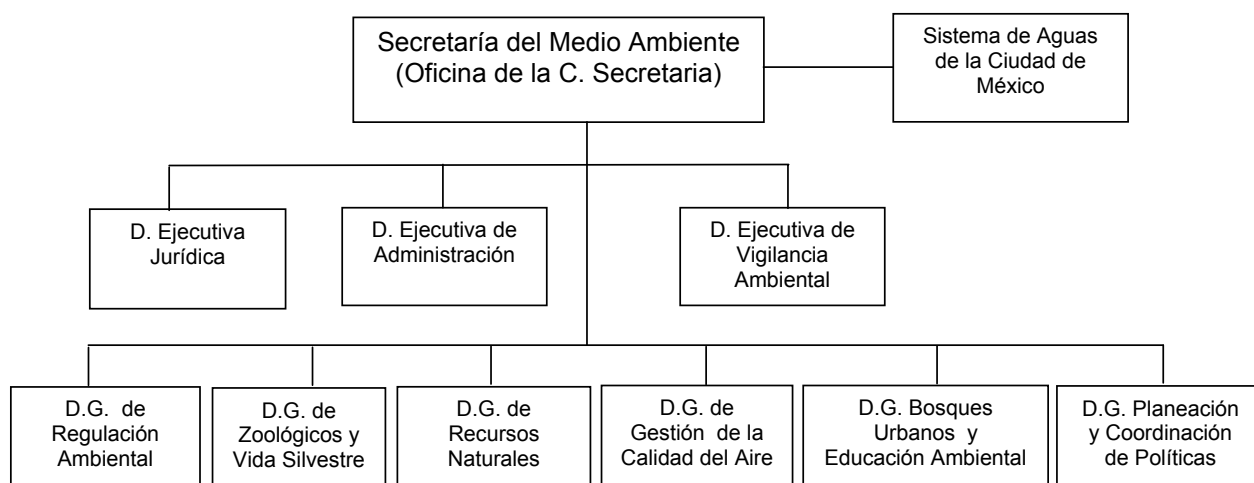 Secretaría del Medio Ambiente
(Oficina de la C. Secretaria)
Sistema de Aguas
de la Ciudad de
México
D. Ejecutiva
Jurídica
D. Ejecutiva de
Administración
D. Ejecutiva de
Vigilancia
Ambiental
D.G. de
Regulación
Ambiental
D.G. de
Zoológicos y
Vida Silvestre
D.G. de
Recursos
Naturales
D.G. de
Gestión de la
Calidad del Aire
D.G. Bosques
Urbanos y
Educación Ambiental
D.G. Planeación
y Coordinación
de Políticas